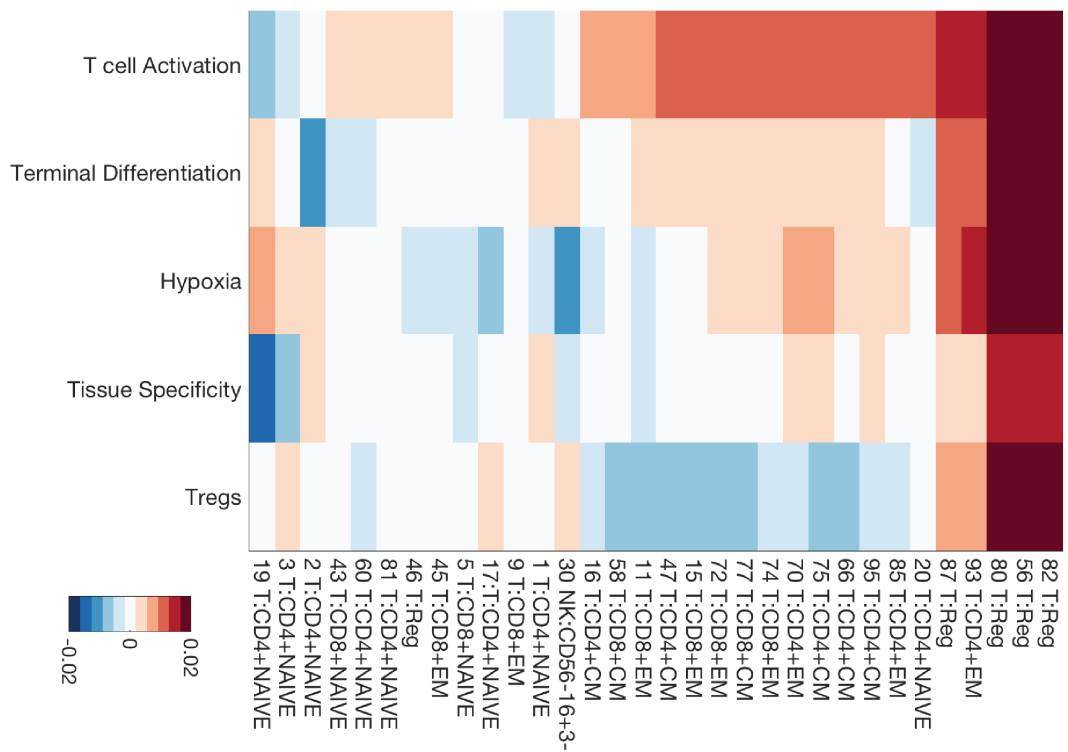 T cell Activation
Terminal Differentiation
Hypoxia
Tissue Specificity
Tregs
19 T:CD4+NAIVE
3 T:CD4+NAIVE
2 T:CD4+NAIVE
43 T:CD8+NAIVE
60 T:CD4+NAIVE
81 T:CD4+NAIVE
46 T:Reg
45 T:CD8+EM
5 T:CD8+NAIVE
17:T:CD4+NAIVE
9 T:CD8+EM
1 T:CD4+NAIVE
30 NK:CD56-16+3-
16 T:CD4+CM
58 T:CD8+CM
11 T:CD8+EM
47 T:CD4+CM
15 T:CD8+EM
72 T:CD8+EM
77 T:CD8+CM
74 T:CD8+EM
70 T:CD4+EM
75 T:CD4+CM
66 T:CD4+CM
95 T:CD4+CM
85 T:CD4+EM
20 T:CD4+NAIVE
87 T:Reg
93 T:CD4+EM
80 T:Reg
56 T:Reg
82 T:Reg
-0.02
0
0.02